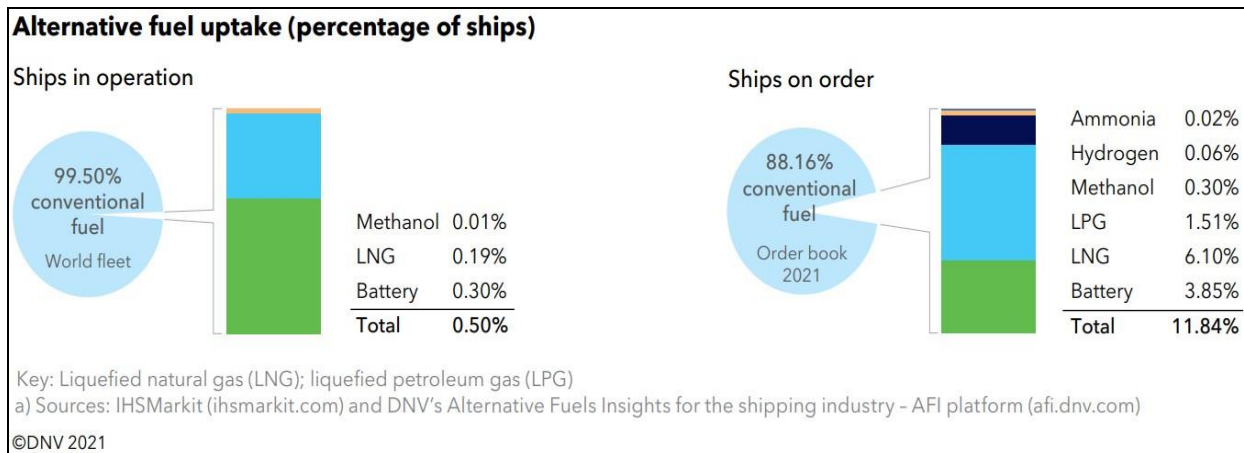 Alternative fuel uptake (percentage of ships)
Ships in operation
99.50%
conventional
fuel
World fleet
Methanol 0.01%
LNG 0.19%
Battery 0.30%
Total 0.50%
Ships on order
88.16%
conventional
fuel
Order book
2021
Ammonia 0.02%
Hydrogen 0.06%
Methanol 0.30%
LPG 1.51%
LNG 6.10%
Battery 3.85%
Total 11.84%
Key: Liquefied natural gas (LNG); liquefied petroleum gas (LPG)
a) Sources: IHSMarkit (ihsmarkit.com) and DNV’s Alternative Fuels Insights for the shipping industry – AFI platform (afi.dnv.com)
©DNV 2021